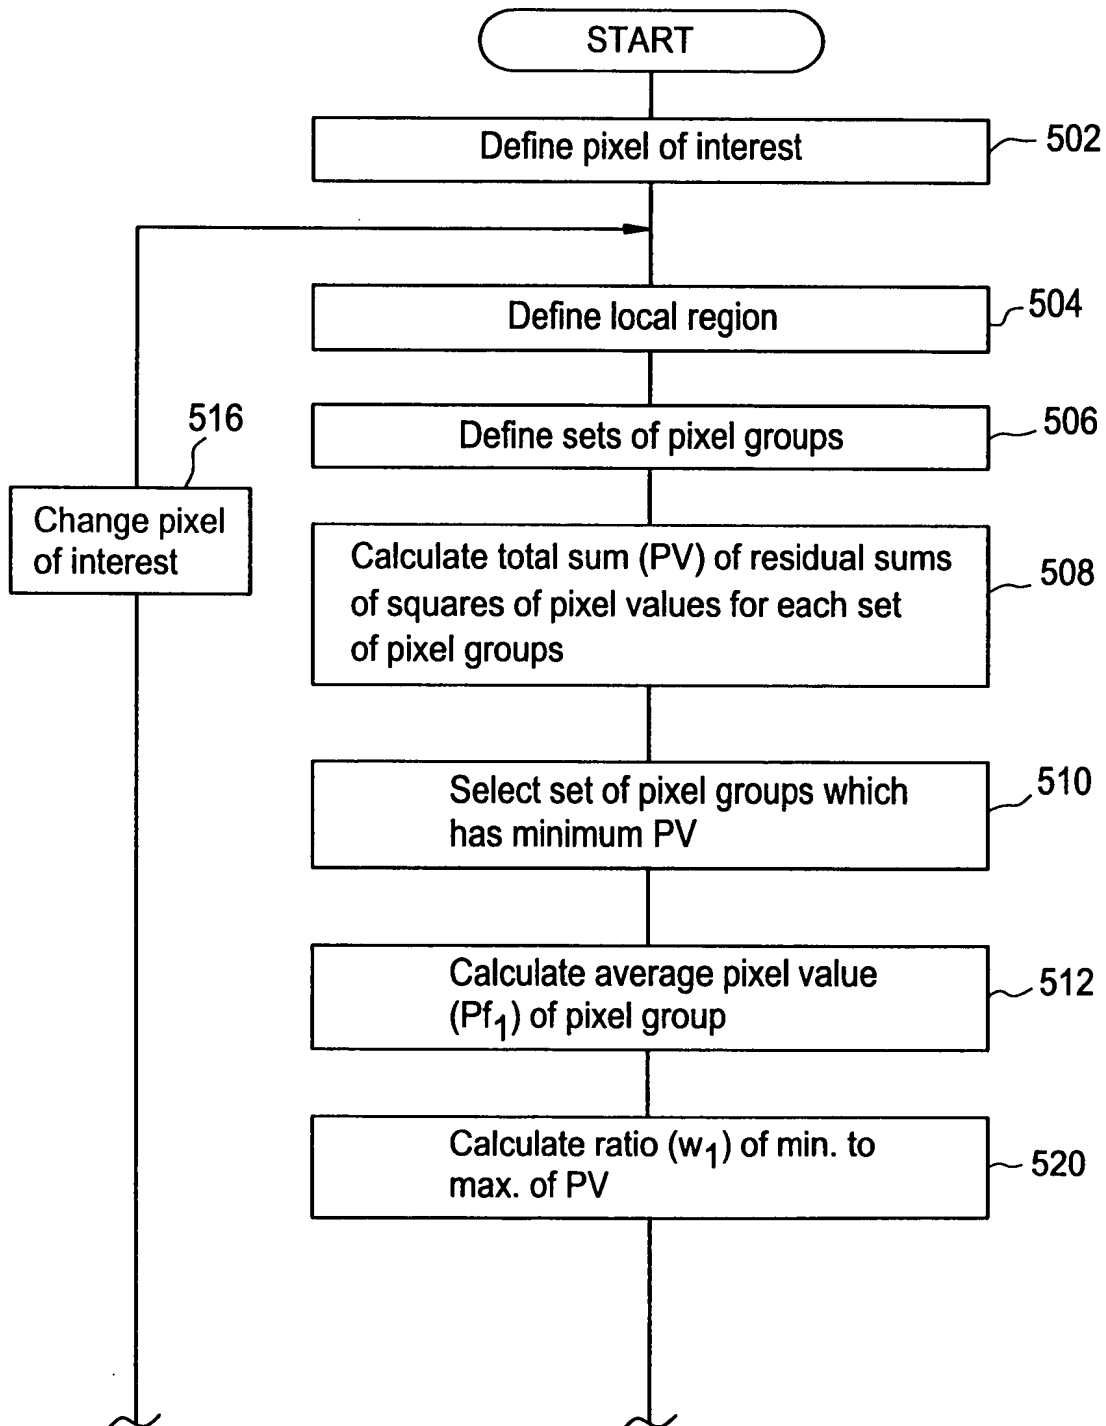 START
Define pixel of interest
502
Define local region
504
Define sets of pixel groups
506
516
Change pixel
of interest
Calculate total sum (PV) of residual sums
of squares of pixel values for each set
of pixel groups
508
Select set of pixel groups which
has minimum PV
510
Calculate average pixel value
(Pf1) of pixel group
512
Calculate ratio (w1) of min. to
max. of PV
520